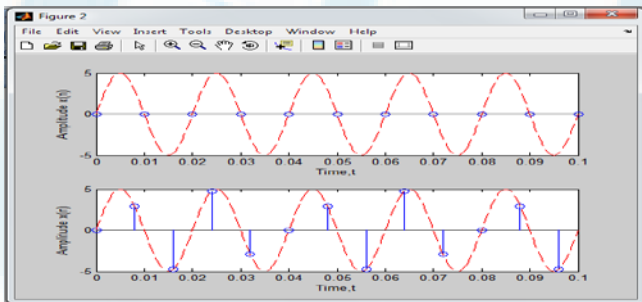 Figure 2
File Edit View Insert Tools Desktop Window Help
5
0
-5
Amplitude x(n)
0 0.01 0.02 0.03 0.04 0.05 0.06 0.07 0.08 0.09 0.1
Time,t
5
0
-5
Amplitude x(n)
0 0.01 0.02 0.03 0.04 0.05 0.06 0.07 0.08 0.09 0.1
Time,t